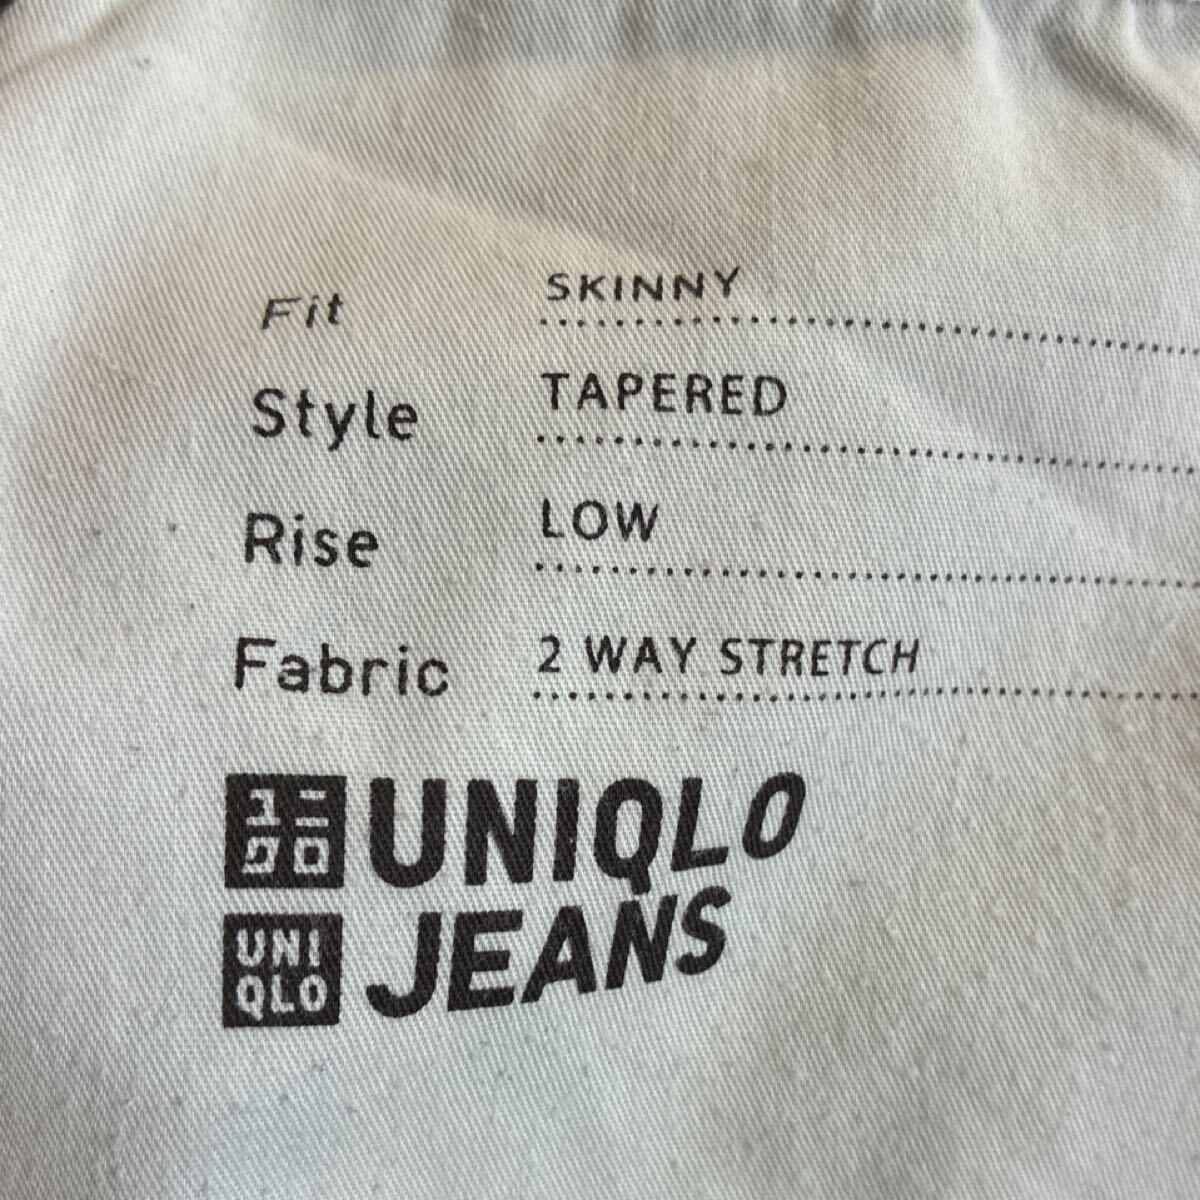 Fit SKINNY
Style TAPERED
Rise LOW
Fabric 2 WAY STRETCH
ユニ
クロ
UNIQLO
UNI
QLO
JEANS